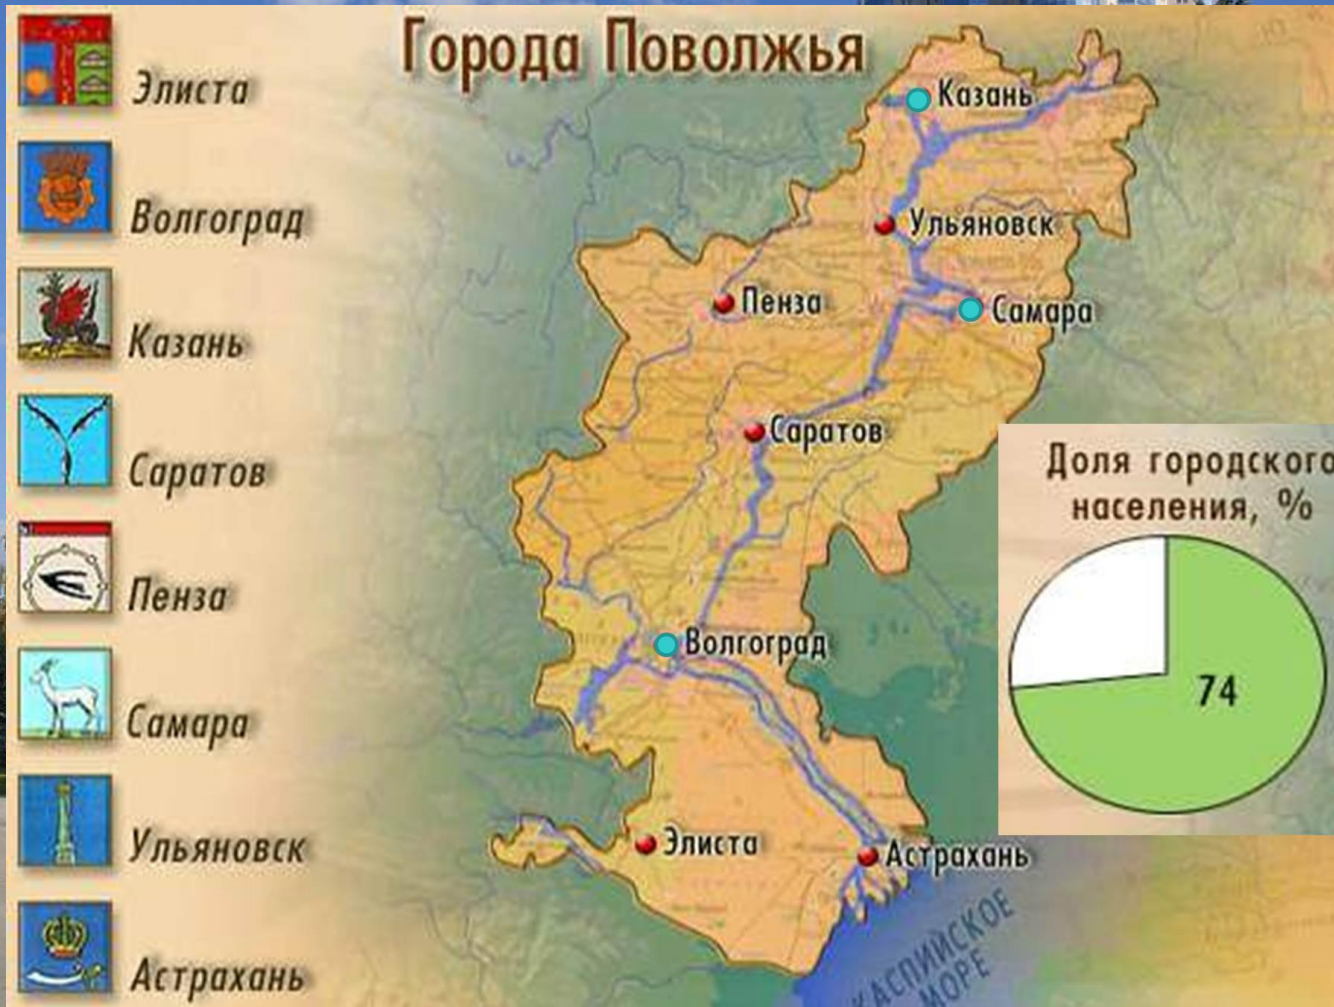 Города Поволжья
Элиста
Волгоград
Казань
Саратов
Пенза
Самара
Ульяновск
Астрахань
Казань
Ульяновск
Пенза
Самара
Саратов
Волгоград
Элиста
Астрахань
КАСПИЙСКОЕ
МОРЕ
Доля городского
населения, %
74